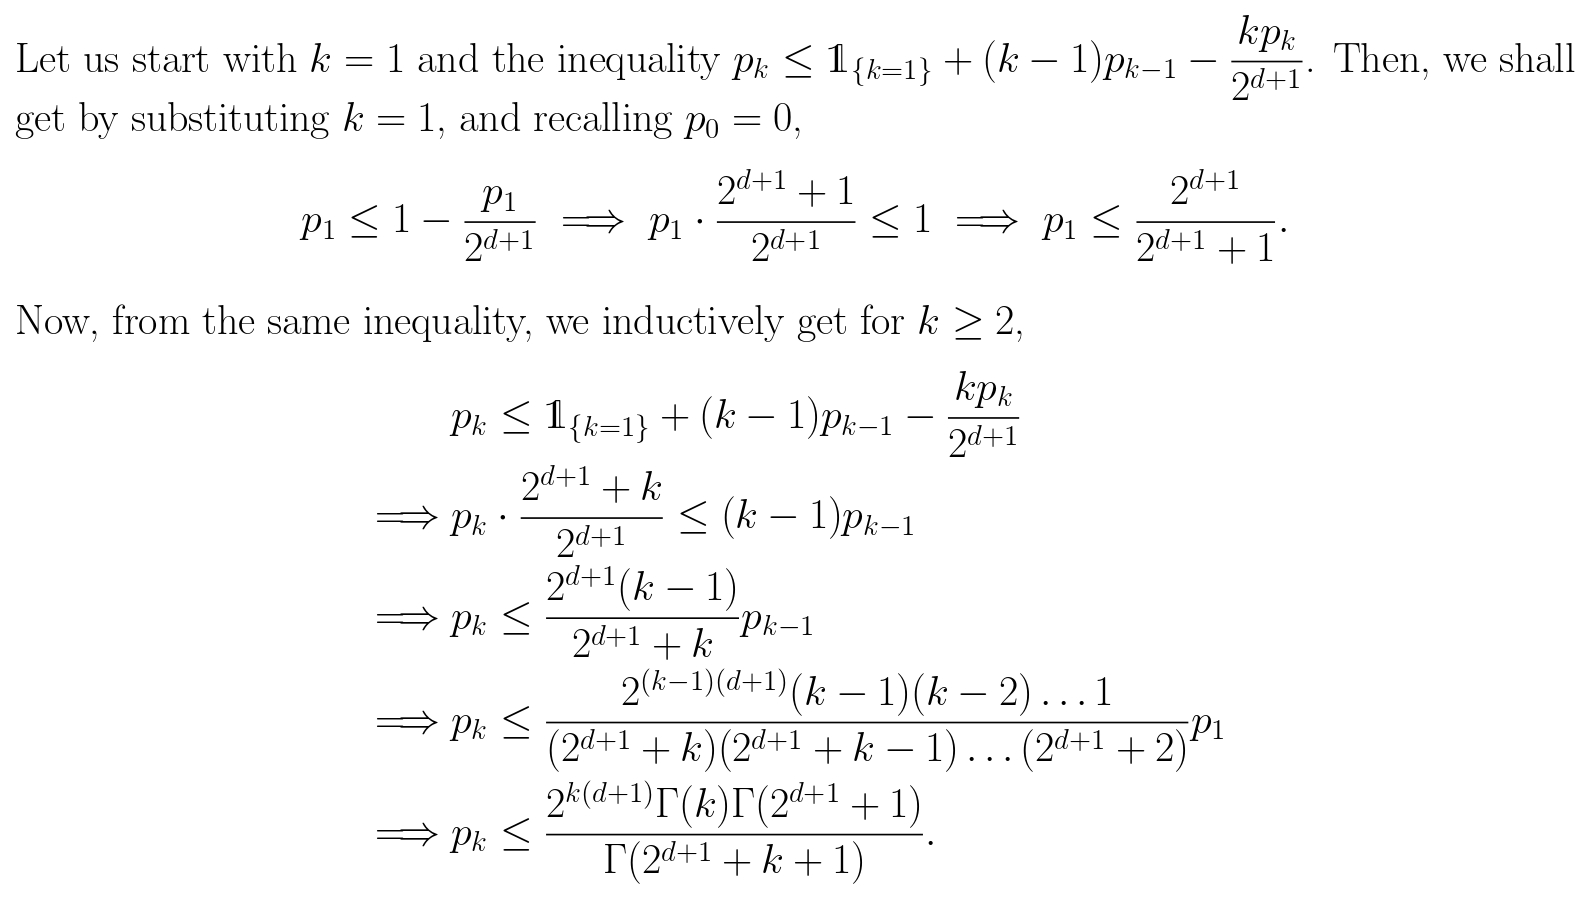 Let us start with $k = 1$ and the inequality $p_k \leq \mathbb{1}_{\{k=1\}} + (k-1)p_{k-1} - \frac{kp_k}{2^{d+1}}$. Then, we shall
get by substituting $k = 1$, and recalling $p_0 = 0$,
$p_1 \leq 1 - \frac{p_1}{2^{d+1}} \implies p_1 \cdot \frac{2^{d+1}+1}{2^{d+1}} \leq 1 \implies p_1 \leq \frac{2^{d+1}}{2^{d+1}+1}.$
Now, from the same inequality, we inductively get for $k \geq 2$,
$p_k \leq \mathbb{1}_{\{k=1\}} + (k-1)p_{k-1} - \frac{kp_k}{2^{d+1}}$
$\implies p_k \cdot \frac{2^{d+1}+k}{2^{d+1}} \leq (k-1)p_{k-1}$
$\implies p_k \leq \frac{2^{d+1}(k-1)}{2^{d+1}+k}p_{k-1}$
$\implies p_k \leq \frac{2^{(k-1)(d+1)}(k-1)(k-2)\ldots 1}{(2^{d+1}+k)(2^{d+1}+k-1)\ldots(2^{d+1}+2)}p_1$
$\implies p_k \leq \frac{2^{k(d+1)}\Gamma(k)\Gamma(2^{d+1}+1)}{\Gamma(2^{d+1}+k+1)}.$